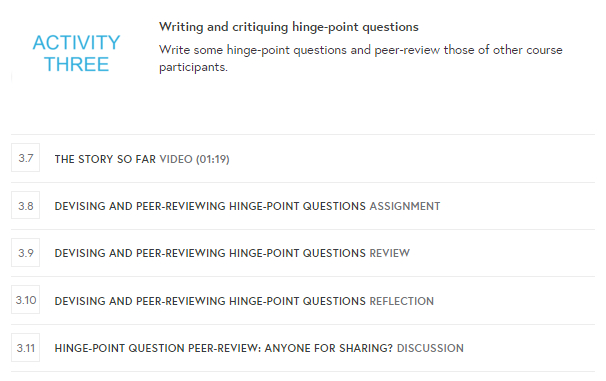 ACTIVITY
THREE
Writing and critiquing hinge-point questions
Write some hinge-point questions and peer-review those of other course
participants.
3.7 THE STORY SO FAR VIDEO (01:19)
3.8 DEVISING AND PEER-REVIEWING HINGE-POINT QUESTIONS ASSIGNMENT
3.9 DEVISING AND PEER-REVIEWING HINGE-POINT QUESTIONS REVIEW
3.10 DEVISING AND PEER-REVIEWING HINGE-POINT QUESTIONS REFLECTION
3.11 HINGE-POINT QUESTION PEER-REVIEW: ANYONE FOR SHARING? DISCUSSION